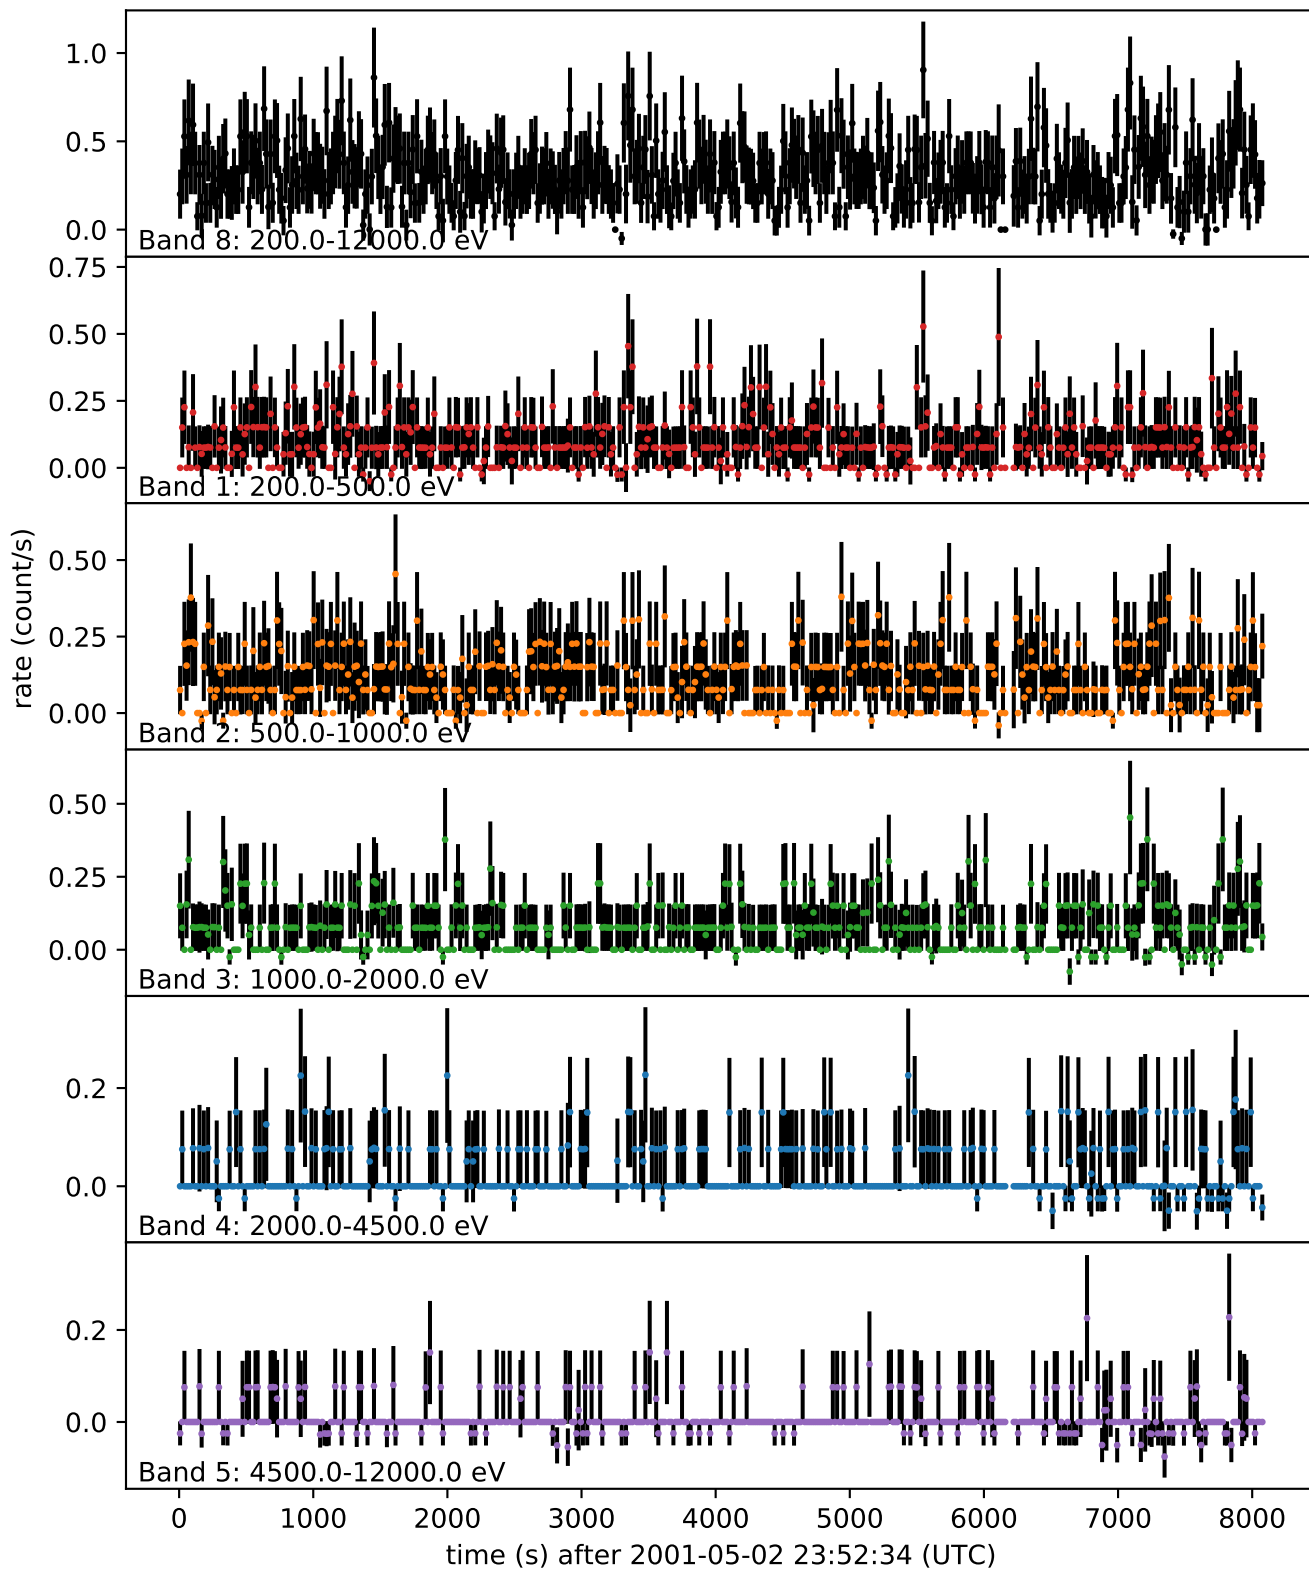 1.0
0.5
0.0
Band 8: 200.0-12000.0 eV
0.75
0.50
0.25
0.00
Band 1: 200.0-500.0 eV
0.50
0.25
0.00
Band 2: 500.0-1000.0 eV
rate (count/s)
0.50
0.25
0.00
Band 3: 1000.0-2000.0 eV
0.2
0.0
Band 4: 2000.0-4500.0 eV
0.2
0.0
Band 5: 4500.0-12000.0 eV
0 1000 2000 3000 4000 5000 6000 7000 8000
time (s) after 2001-05-02 23:52:34 (UTC)